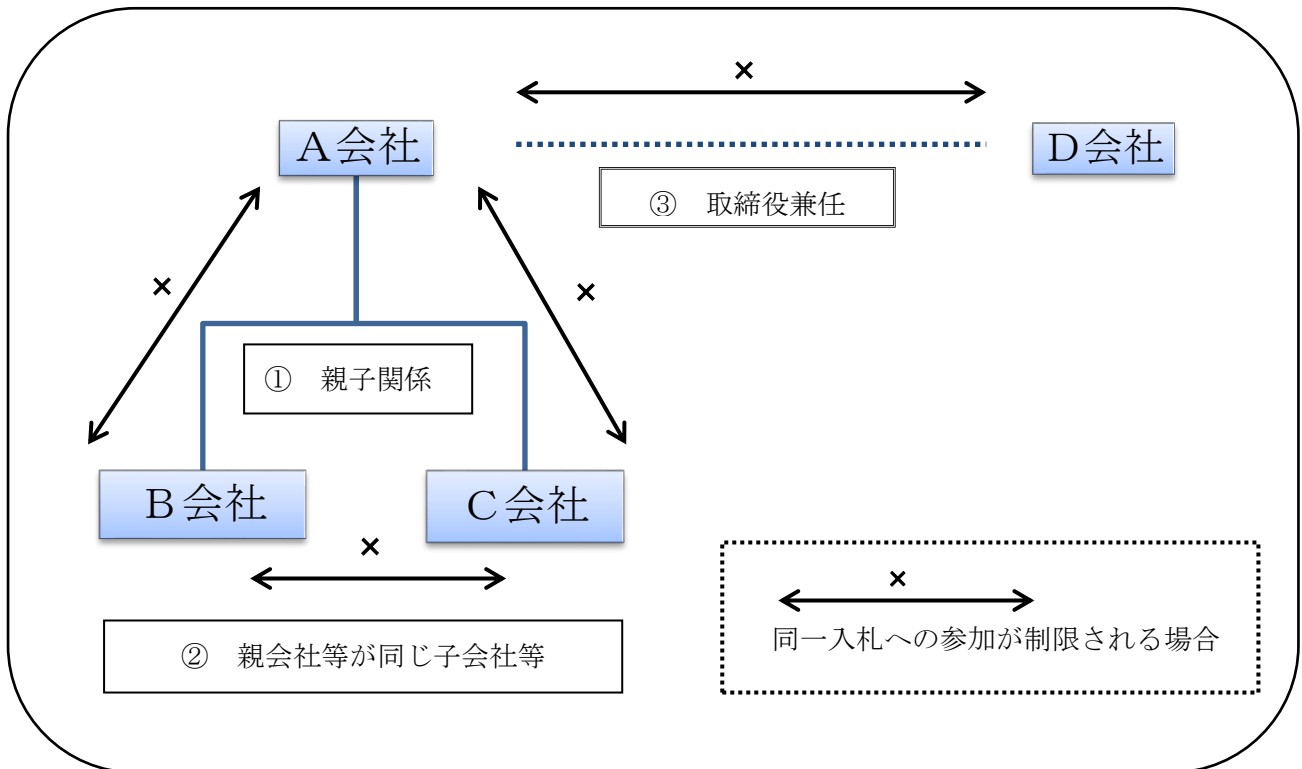 ×
A会社
D会社
③　取締役兼任
×
×
①　親子関係
B会社
C会社
×
②　親会社等が同じ子会社等
×
同一入札への参加が制限される場合